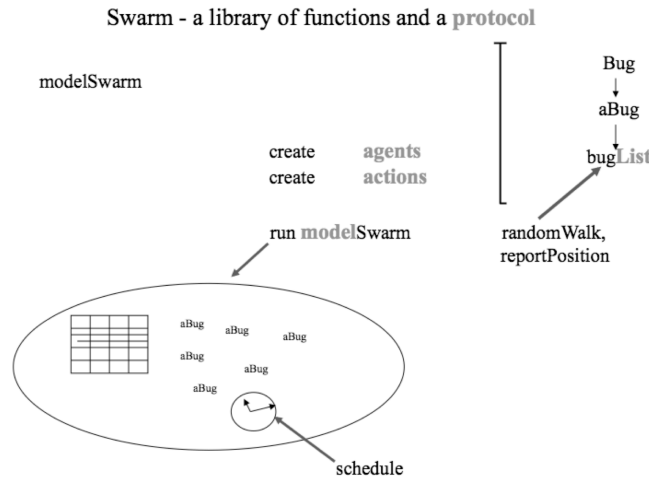 Swarm - a library of functions and a protocol
modelSwarm
Bug
aBug
bugList
create agents
create actions
randomWalk,
reportPosition
run modelSwarm
aBug
aBug
aBug
aBug
aBug
aBug
schedule